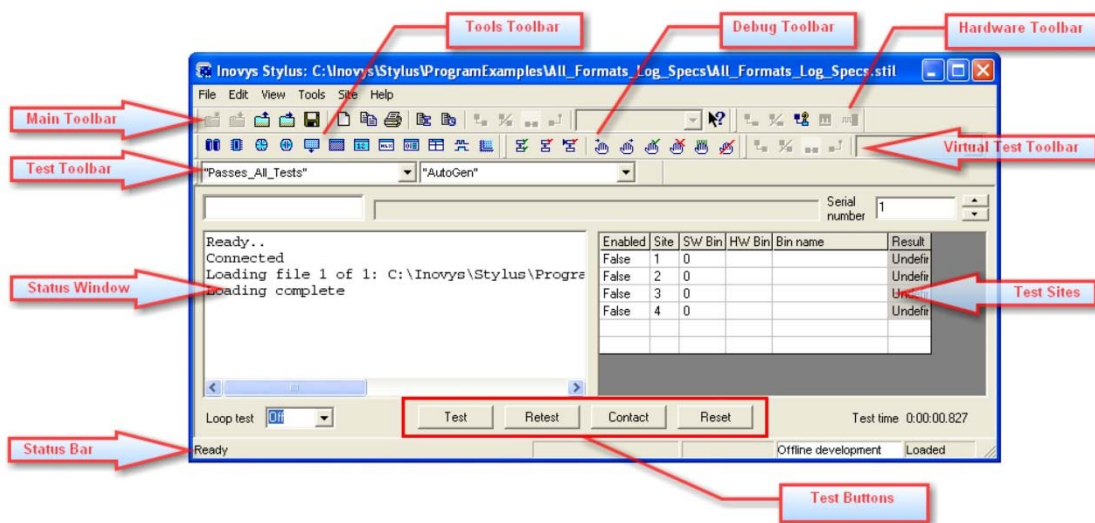 Tools Toolbar
Debug Toolbar
Hardware Toolbar
Inovys Stylus: C:\Inovys\Stylus\ProgramExamples\All_Formats_Log_Specs\All_Formats_Log_Specs.stil
File Edit View Tools Site Help
Main Toolbar
Virtual Test Toolbar
Test Toolbar
"Passes_All_Tests" "AutoGen"
Serial number 1
Ready..
Connected
Loading file 1 of 1: C:\Inovys\Stylus\Progra
Loading complete
Status Window
Enabled Site SW Bin HW Bin Bin name Result
False 1 0 Undefir
False 2 0 Undefir
False 3 0
False 4 0 Undefir
Test Sites
Loop test Off
Test Retest Contact Reset
Test time 0:00:00.827
Status Bar
Ready Offline development Loaded
Test Buttons